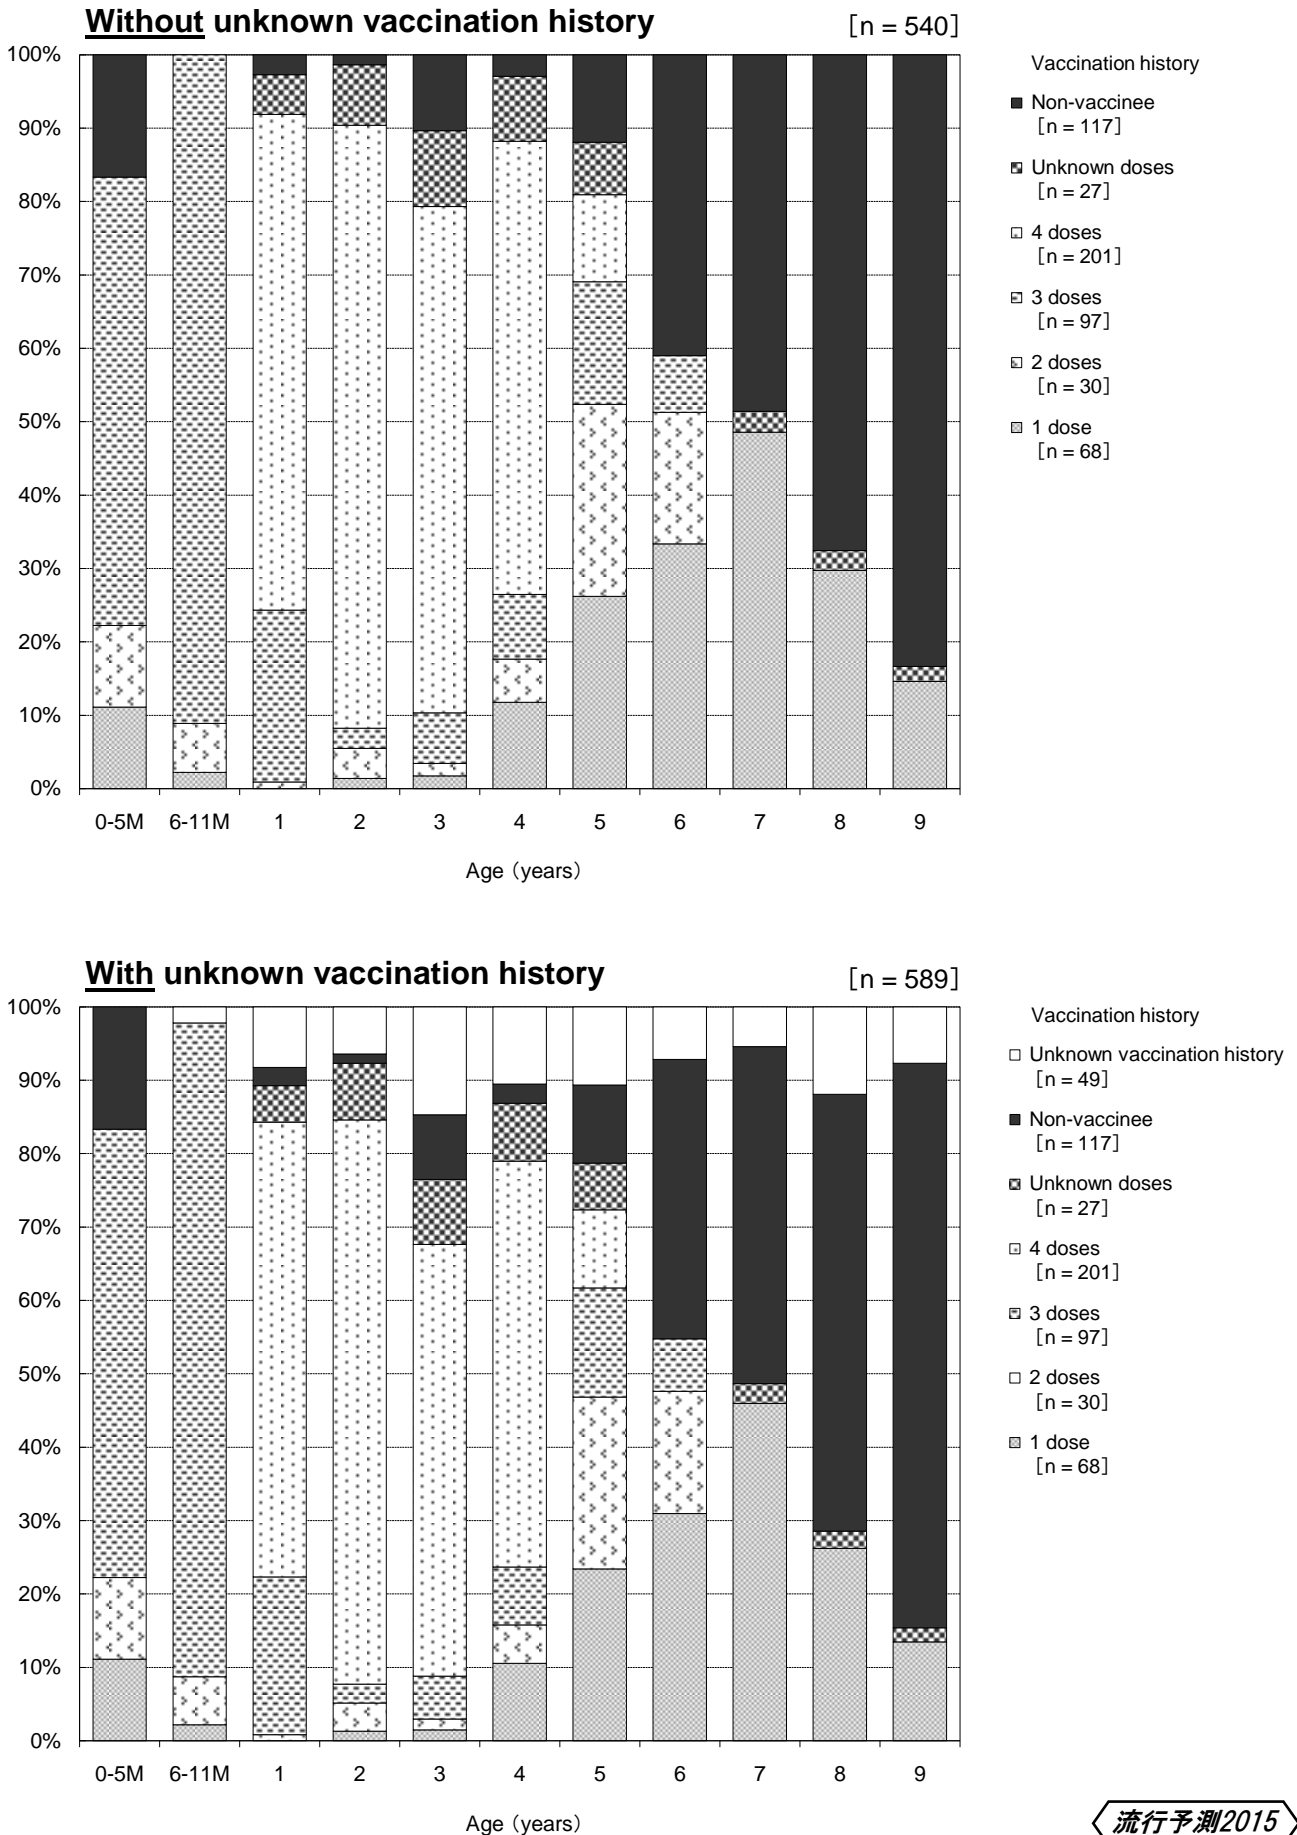 Without unknown vaccination history [n = 540]
100%
90%
80%
70%
60%
50%
40%
30%
20%
10%
0%
0-5M 6-11M 1 2 3 4 5 6 7 8 9
Age (years)
Vaccination history
Non-vaccinee
[n = 117]
Unknown doses
[n = 27]
4 doses
[n = 201]
3 doses
[n = 97]
2 doses
[n = 30]
1 dose
[n = 68]
With unknown vaccination history [n = 589]
100%
90%
80%
70%
60%
50%
40%
30%
20%
10%
0%
0-5M 6-11M 1 2 3 4 5 6 7 8 9
Age (years)
Vaccination history
Unknown vaccination history
[n = 49]
Non-vaccinee
[n = 117]
Unknown doses
[n = 27]
4 doses
[n = 201]
3 doses
[n = 97]
2 doses
[n = 30]
1 dose
[n = 68]
流行予測2015